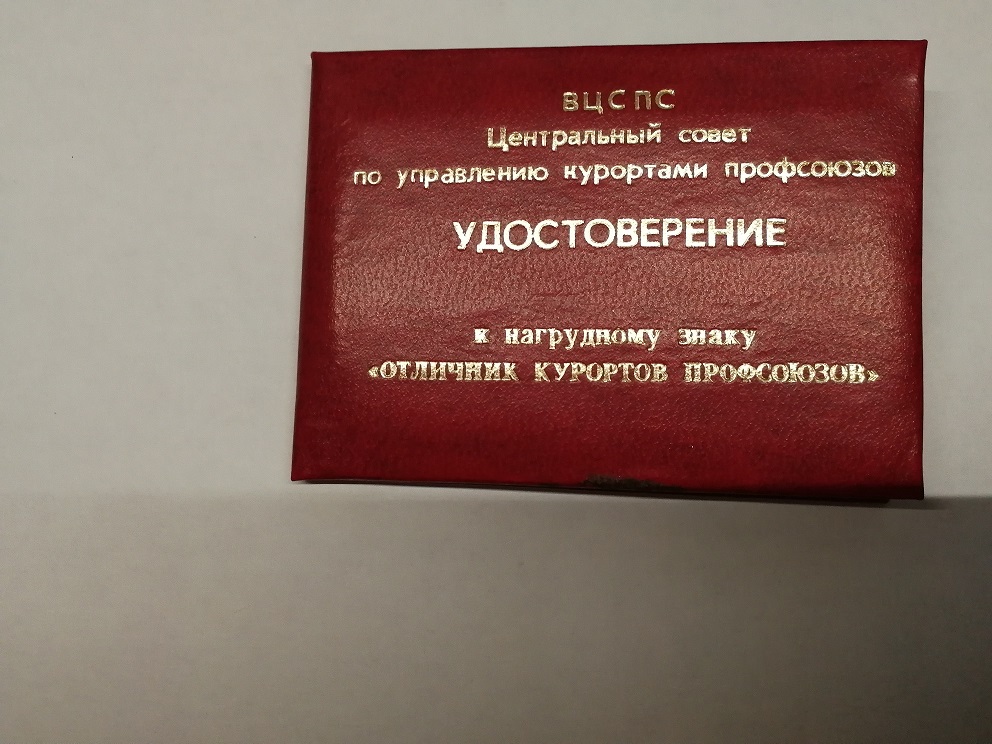 ВЦСПС
Центральный совет
по управлению курортами профсоюзов
УДОСТОВЕРЕНИЕ
к нагрудному знаку
«ОТЛИЧНИК КУРОРТОВ ПРОФСОЮЗОВ»